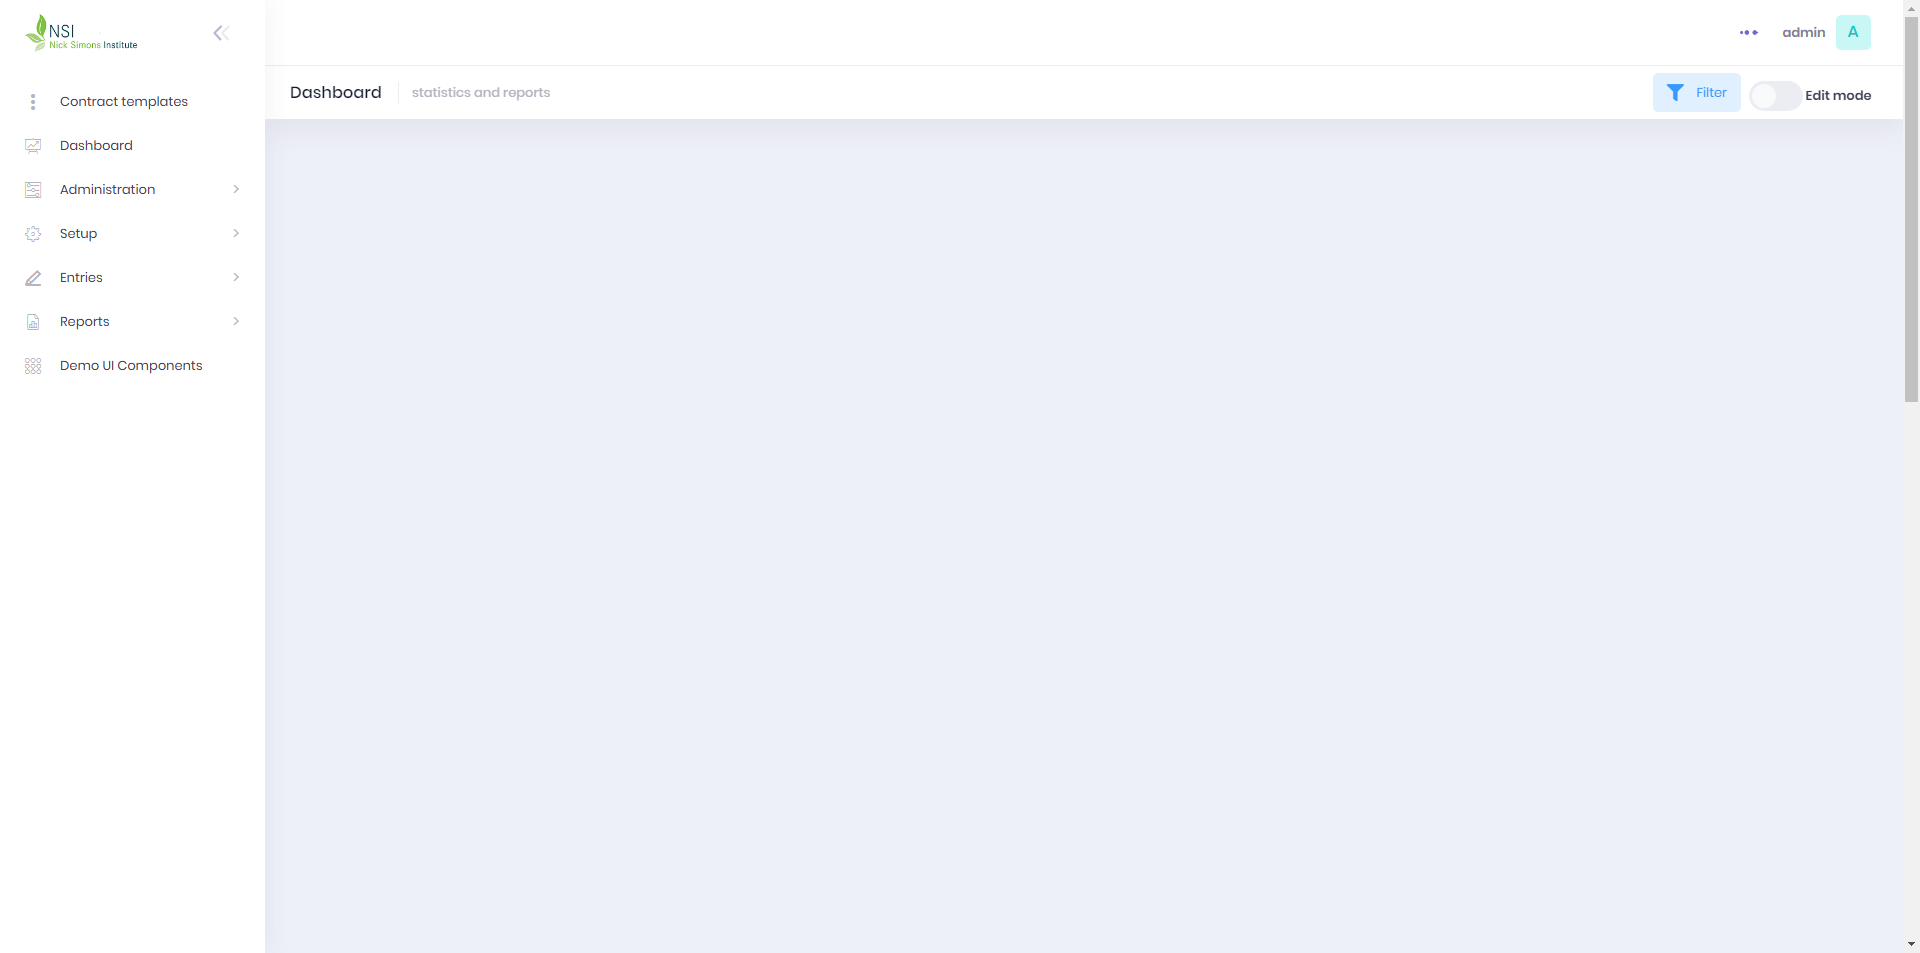 NSI
Nick Simons Institute
admin
A
Dashboard
statistics and reports
Filter
Edit mode
Contract templates
Dashboard
Administration
Setup
Entries
Reports
Demo UI Components